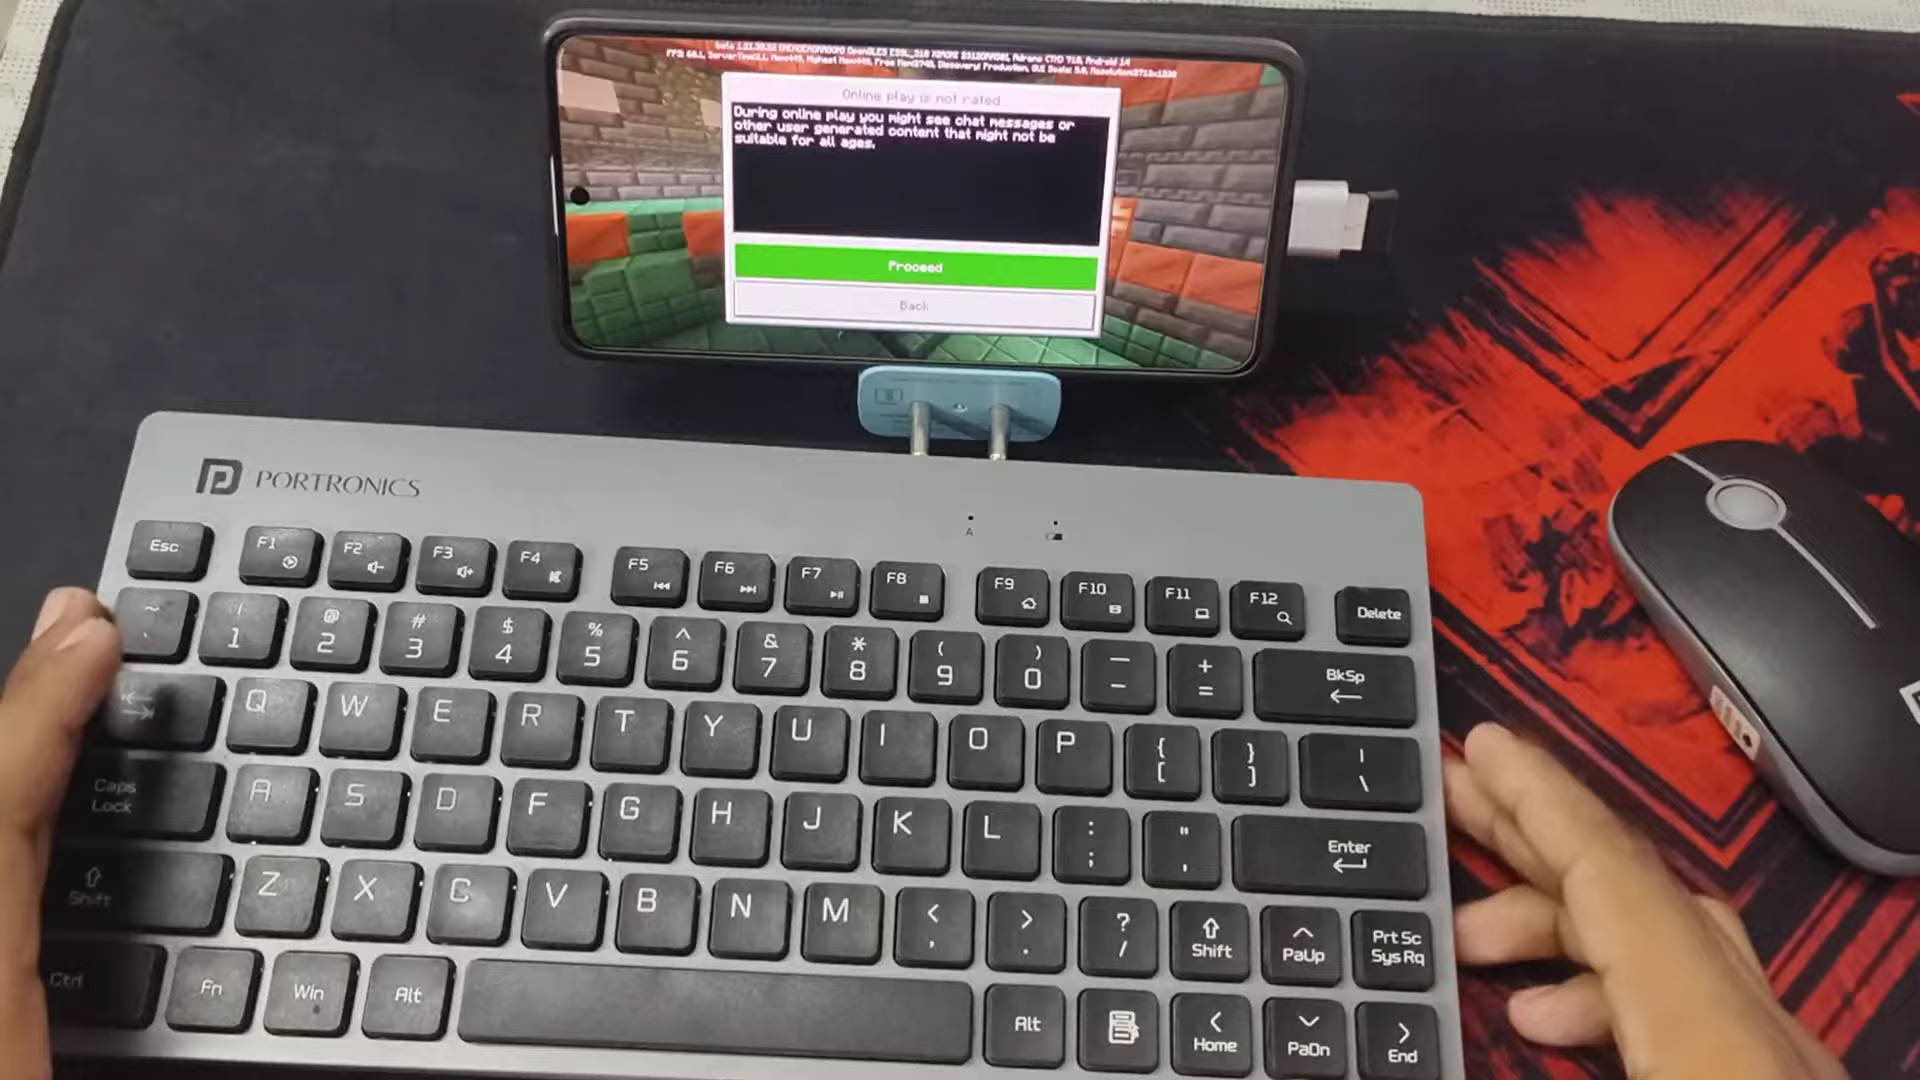 Online play is not rated
During online play you might see chat messages or
other user generated content that might not be
suitable for all ages.
Proceed
Back
PORTRONICS
A
Esc F1 F2 F3 F4 F5 F6 F7 F8 F9 F10 F11 F12 Delete
~ ! @ # $ % ^ & * ( ) _ +
` 1 2 3 4 5 6 7 8 9 0 - = BkSp
Q W E R T Y U I O P { [ } ] | \
Caps Lock A S D F G H J K L : ; " ' Enter
Shift Z X C V B N M < , > . ? / Shift PgUp Prt Sc Sys Rq
Ctrl Fn Win Alt Alt Home PgDn End